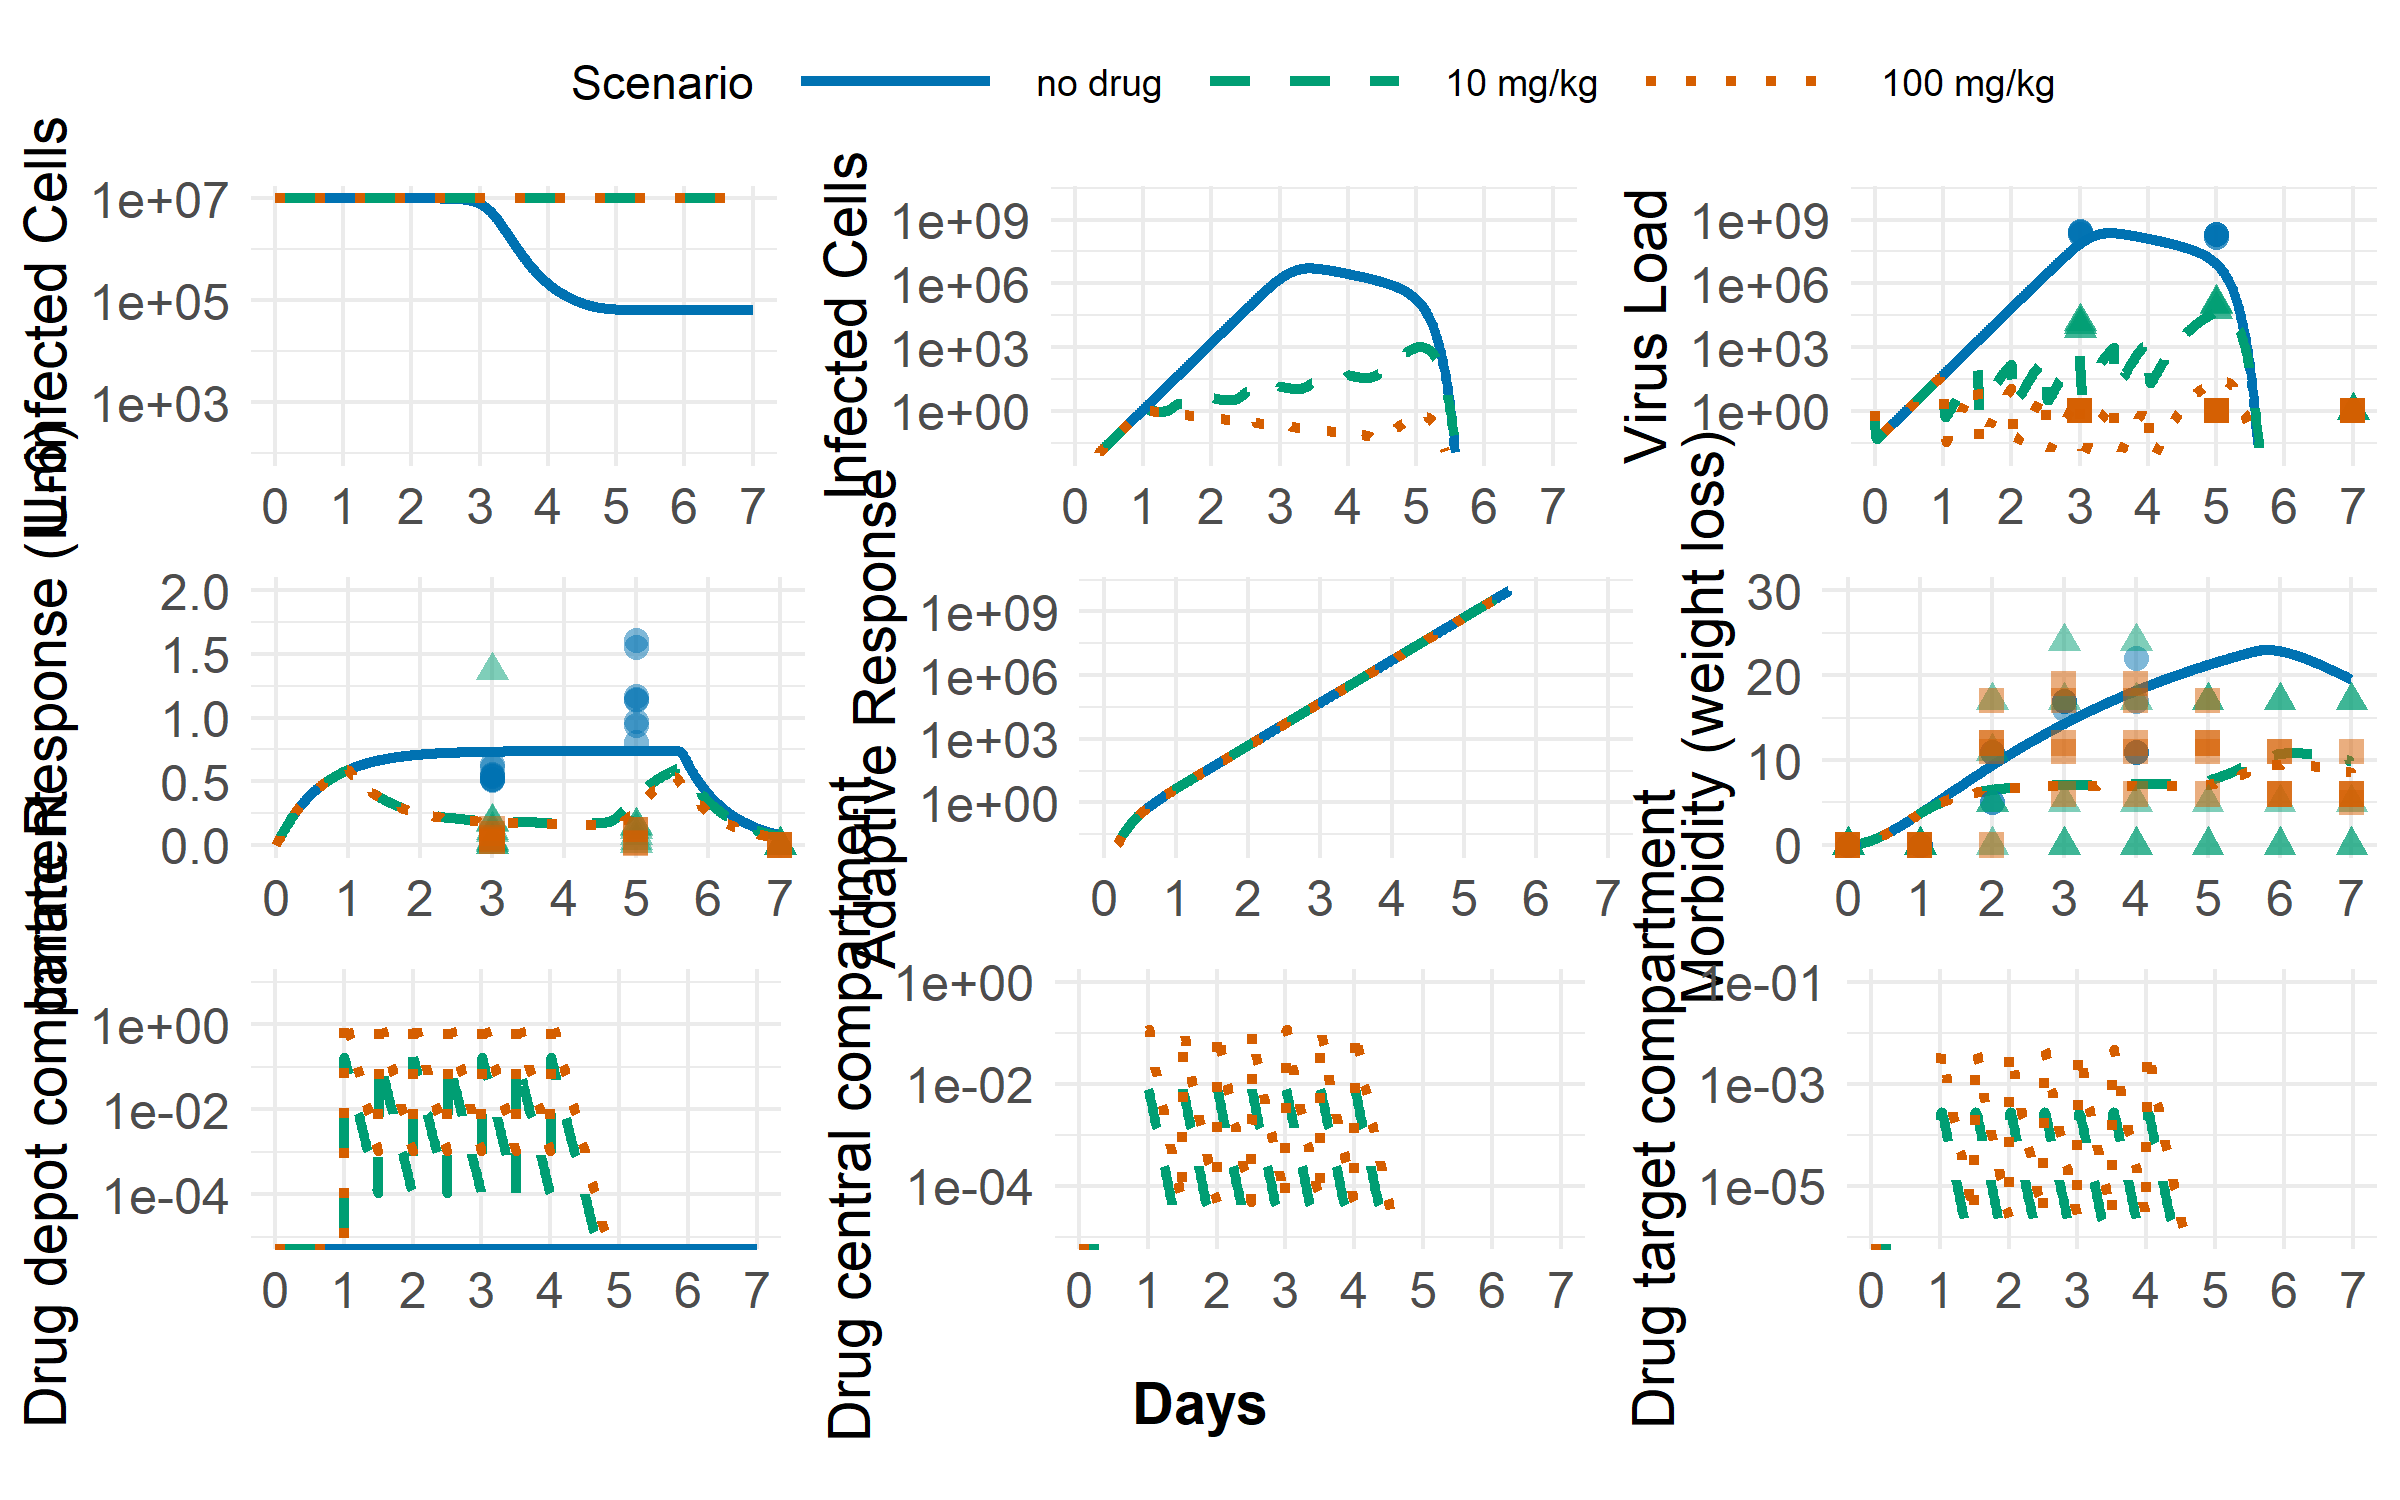 Scenario no drug 10 mg/kg 100 mg/kg
Uninfected Cells
1e+07
1e+05
1e+03
0 1 2 3 4 5 6 7
Infected Cells
1e+09
1e+06
1e+03
1e+00
0 1 2 3 4 5 6 7
Virus Load
1e+09
1e+06
1e+03
1e+00
0 1 2 3 4 5 6 7
Innate Response (IL-6)
2.0
1.5
1.0
0.5
0.0
0 1 2 3 4 5 6 7
Adaptive Response
1e+09
1e+06
1e+03
1e+00
0 1 2 3 4 5 6 7
Morbidity (weight loss)
30
20
10
0
0 1 2 3 4 5 6 7
Drug depot compartment
1e+00
1e-02
1e-04
0 1 2 3 4 5 6 7
Drug central compartment
1e+00
1e-02
1e-04
0 1 2 3 4 5 6 7
Drug target compartment
1e-01
1e-03
1e-05
0 1 2 3 4 5 6 7
Days